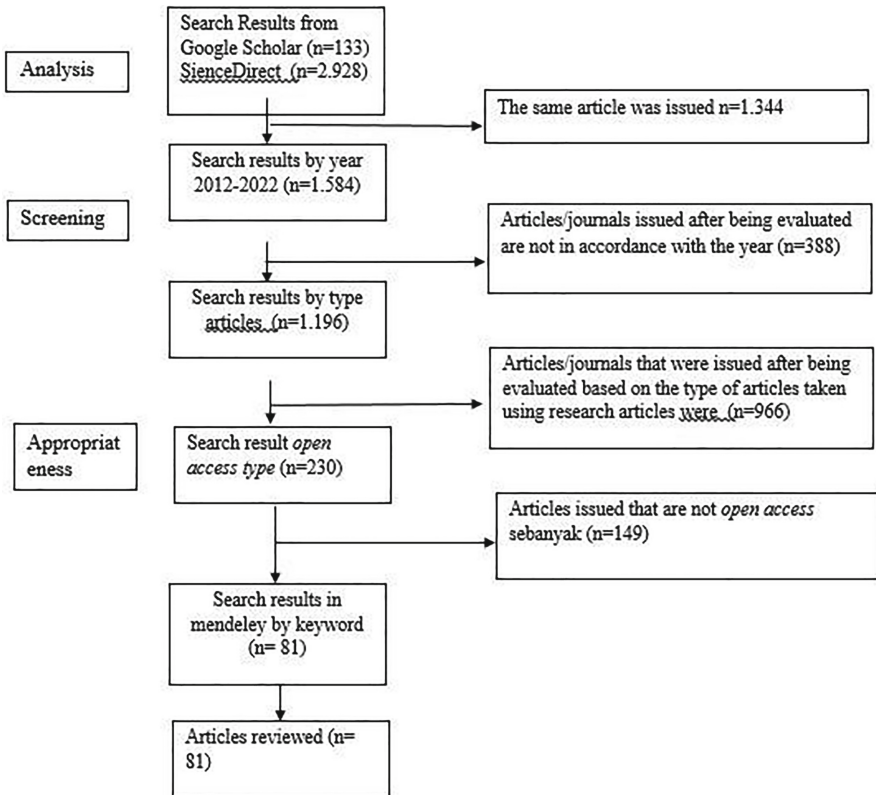 Search Results from
Google Scholar (n=133)
SienceDirect (n=2.928)
Analysis
The same article was issued n=1.344
Search results by year
2012-2022 (n=1.584)
Screening
Articles/journals issued after being evaluated
are not in accordance with the year (n=388)
Search results by type
articles (n=1.196)
Articles/journals that were issued after being
evaluated based on the type of articles taken
using research articles were (n=966)
Appropriat
eness
Search result open
access type (n=230)
Articles issued that are not open access
sebanyak (n=149)
Search results in
mendeley by keyword
(n= 81)
Articles reviewed (n=
81)